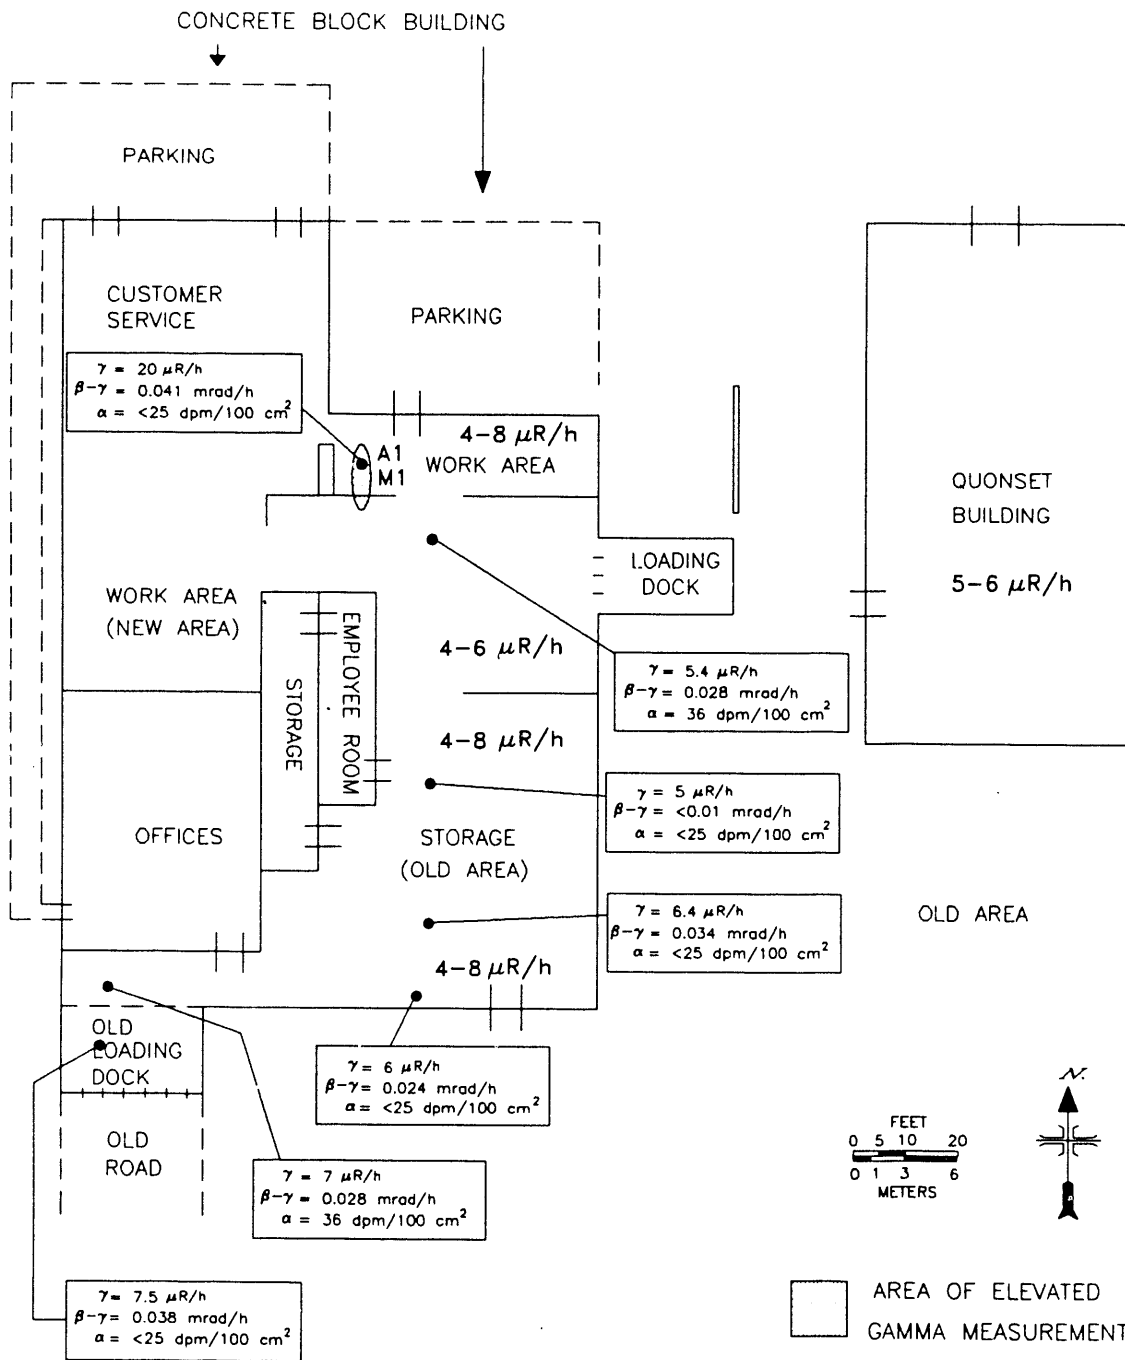 CONCRETE BLOCK BUILDING
PARKING
CUSTOMER
SERVICE
PARKING
γ = 20 μR/h
β-γ = 0.041 mrad/h
α = <25 dpm/100 cm²
A1
M1
4-8 μR/h
WORK AREA
QUONSET
BUILDING
5-6 μR/h
LOADING
DOCK
WORK AREA
(NEW AREA)
STORAGE
EMPLOYEE ROOM
4-6 μR/h
γ = 5.4 μR/h
β-γ = 0.028 mrad/h
α = 36 dpm/100 cm²
4-8 μR/h
γ = 5 μR/h
β-γ = <0.01 mrad/h
α = <25 dpm/100 cm²
OFFICES
STORAGE
(OLD AREA)
γ = 6.4 μR/h
β-γ = 0.034 mrad/h
α = <25 dpm/100 cm²
OLD AREA
4-8 μR/h
OLD
LOADING
DOCK
γ = 6 μR/h
β-γ = 0.024 mrad/h
α = <25 dpm/100 cm²
OLD
ROAD
γ = 7 μR/h
β-γ = 0.028 mrad/h
α = 36 dpm/100 cm²
N.
FEET
0 5 10 20
0 1 3 6
METERS
γ = 7.5 μR/h
β-γ = 0.038 mrad/h
α = <25 dpm/100 cm²
AREA OF ELEVATED
GAMMA MEASUREMENT